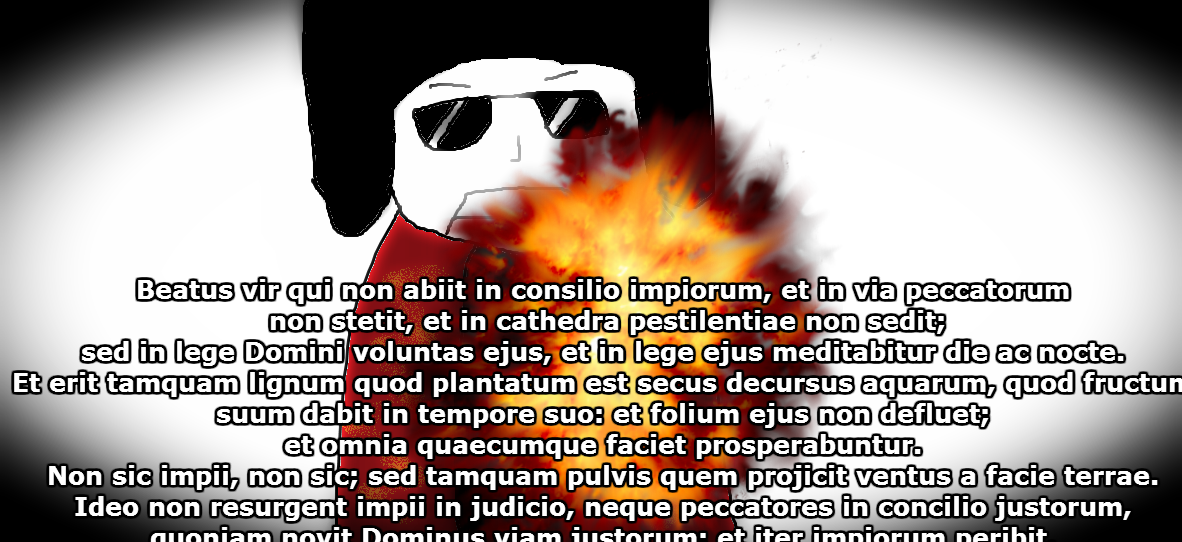 Beatus vir qui non abiit in consilio impiorum, et in via peccatorum
non stetit, et in cathedra pestilentiae non sedit;
sed in lege Domini voluntas ejus, et in lege ejus meditabitur die ac nocte.
Et erit tamquam lignum quod plantatum est secus decursus aquarum, quod fructum
suum dabit in tempore suo: et folium ejus non defluet;
et omnia quaecumque faciet prosperabuntur.
Non sic impii, non sic; sed tamquam pulvis quem projicit ventus a facie terrae.
Ideo non resurgent impii in judicio, neque peccatores in concilio justorum,
quoniam novit Dominus viam justorum: et iter impiorum peribit